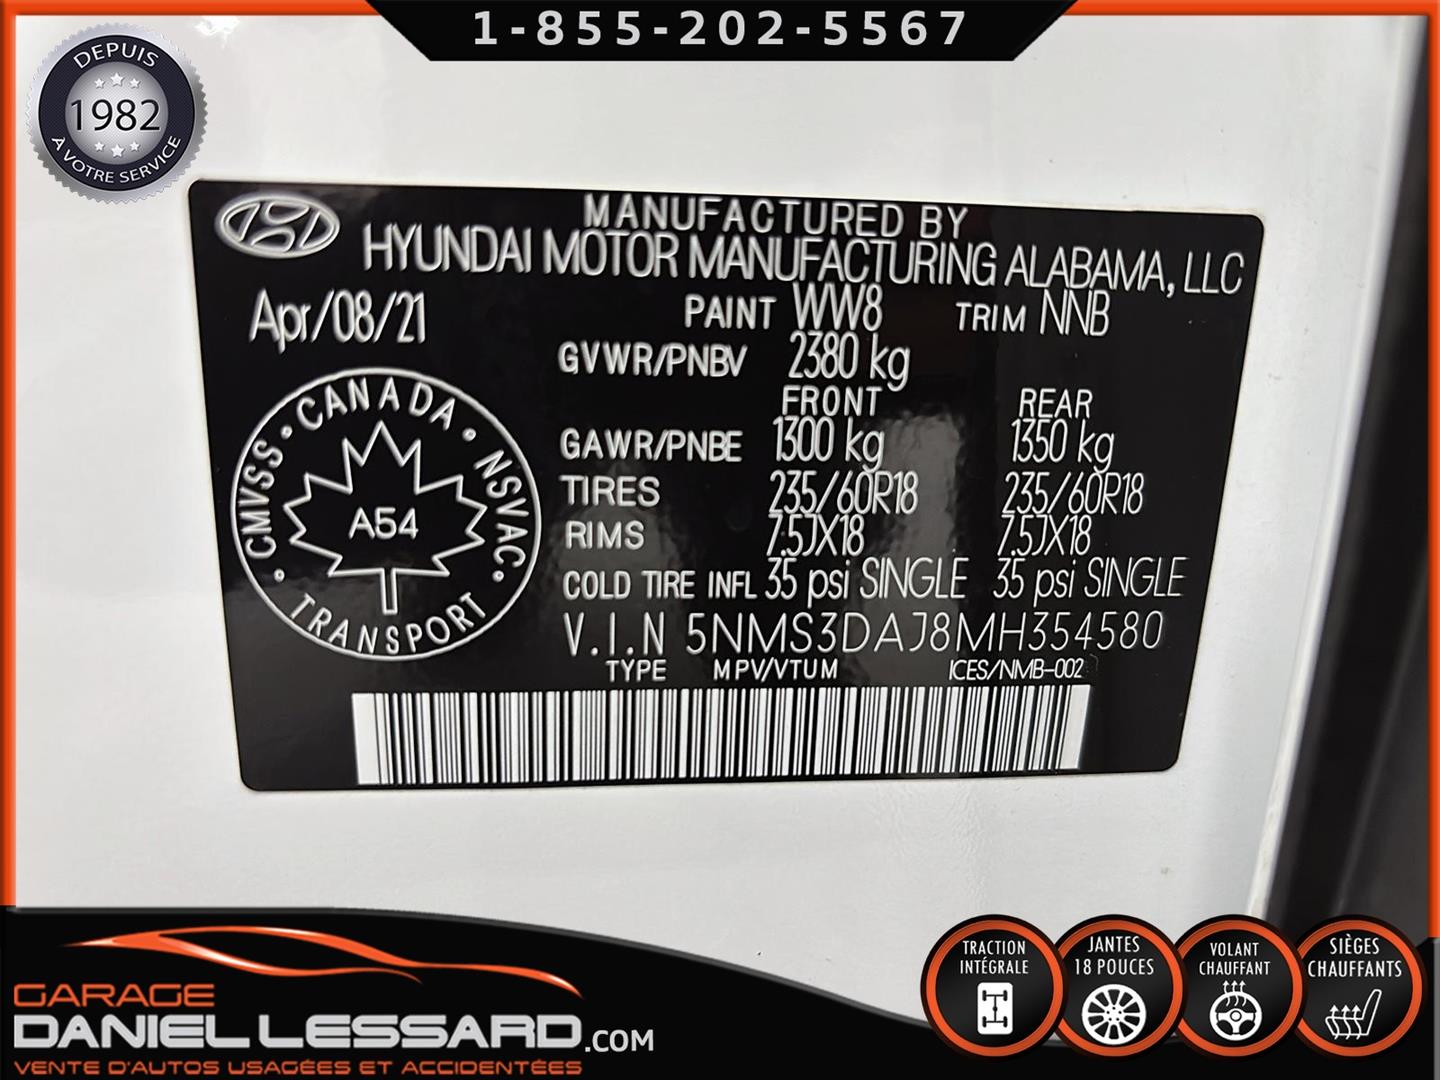 1-855-202-5567
DEPUIS
1982
À VOTRE SERVICE
MANUFACTURED BY
HYUNDAI MOTOR MANUFACTURING ALABAMA, LLC
Apr/08/21
PAINT WW8 TRIM NNB
GVWR/PNBV 2380 kg
FRONT REAR
GAWR/PNBE 1300 kg 1350 kg
TIRES 235/60R18 235/60R18
RIMS 7.5JX18 7.5JX18
COLD TIRE INFL 35 psi SINGLE 35 psi SINGLE
V.I.N 5NMS3DAJ8MH354580
TYPE MPV/VTUM ICES/NMB-002
CMVSS · CANADA · NSVAC · TRANSPORT ·
A54
GARAGE
DANIEL LESSARD.COM
VENTE D'AUTOS USAGÉES ET ACCIDENTÉES
TRACTION
INTÉGRALE
JANTES
18 POUCES
VOLANT
CHAUFFANT
SIÈGES
CHAUFFANTS